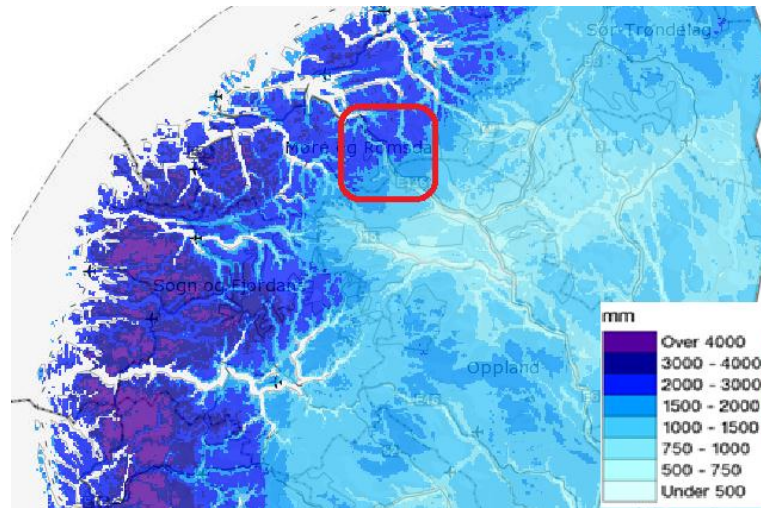 Sør-Trøndelag
Møre og Romsdal
Sogn og Fjordane
Oppland
mm
Over 4000
3000 - 4000
2000 - 3000
1500 - 2000
1000 - 1500
750 - 1000
500 - 750
Under 500